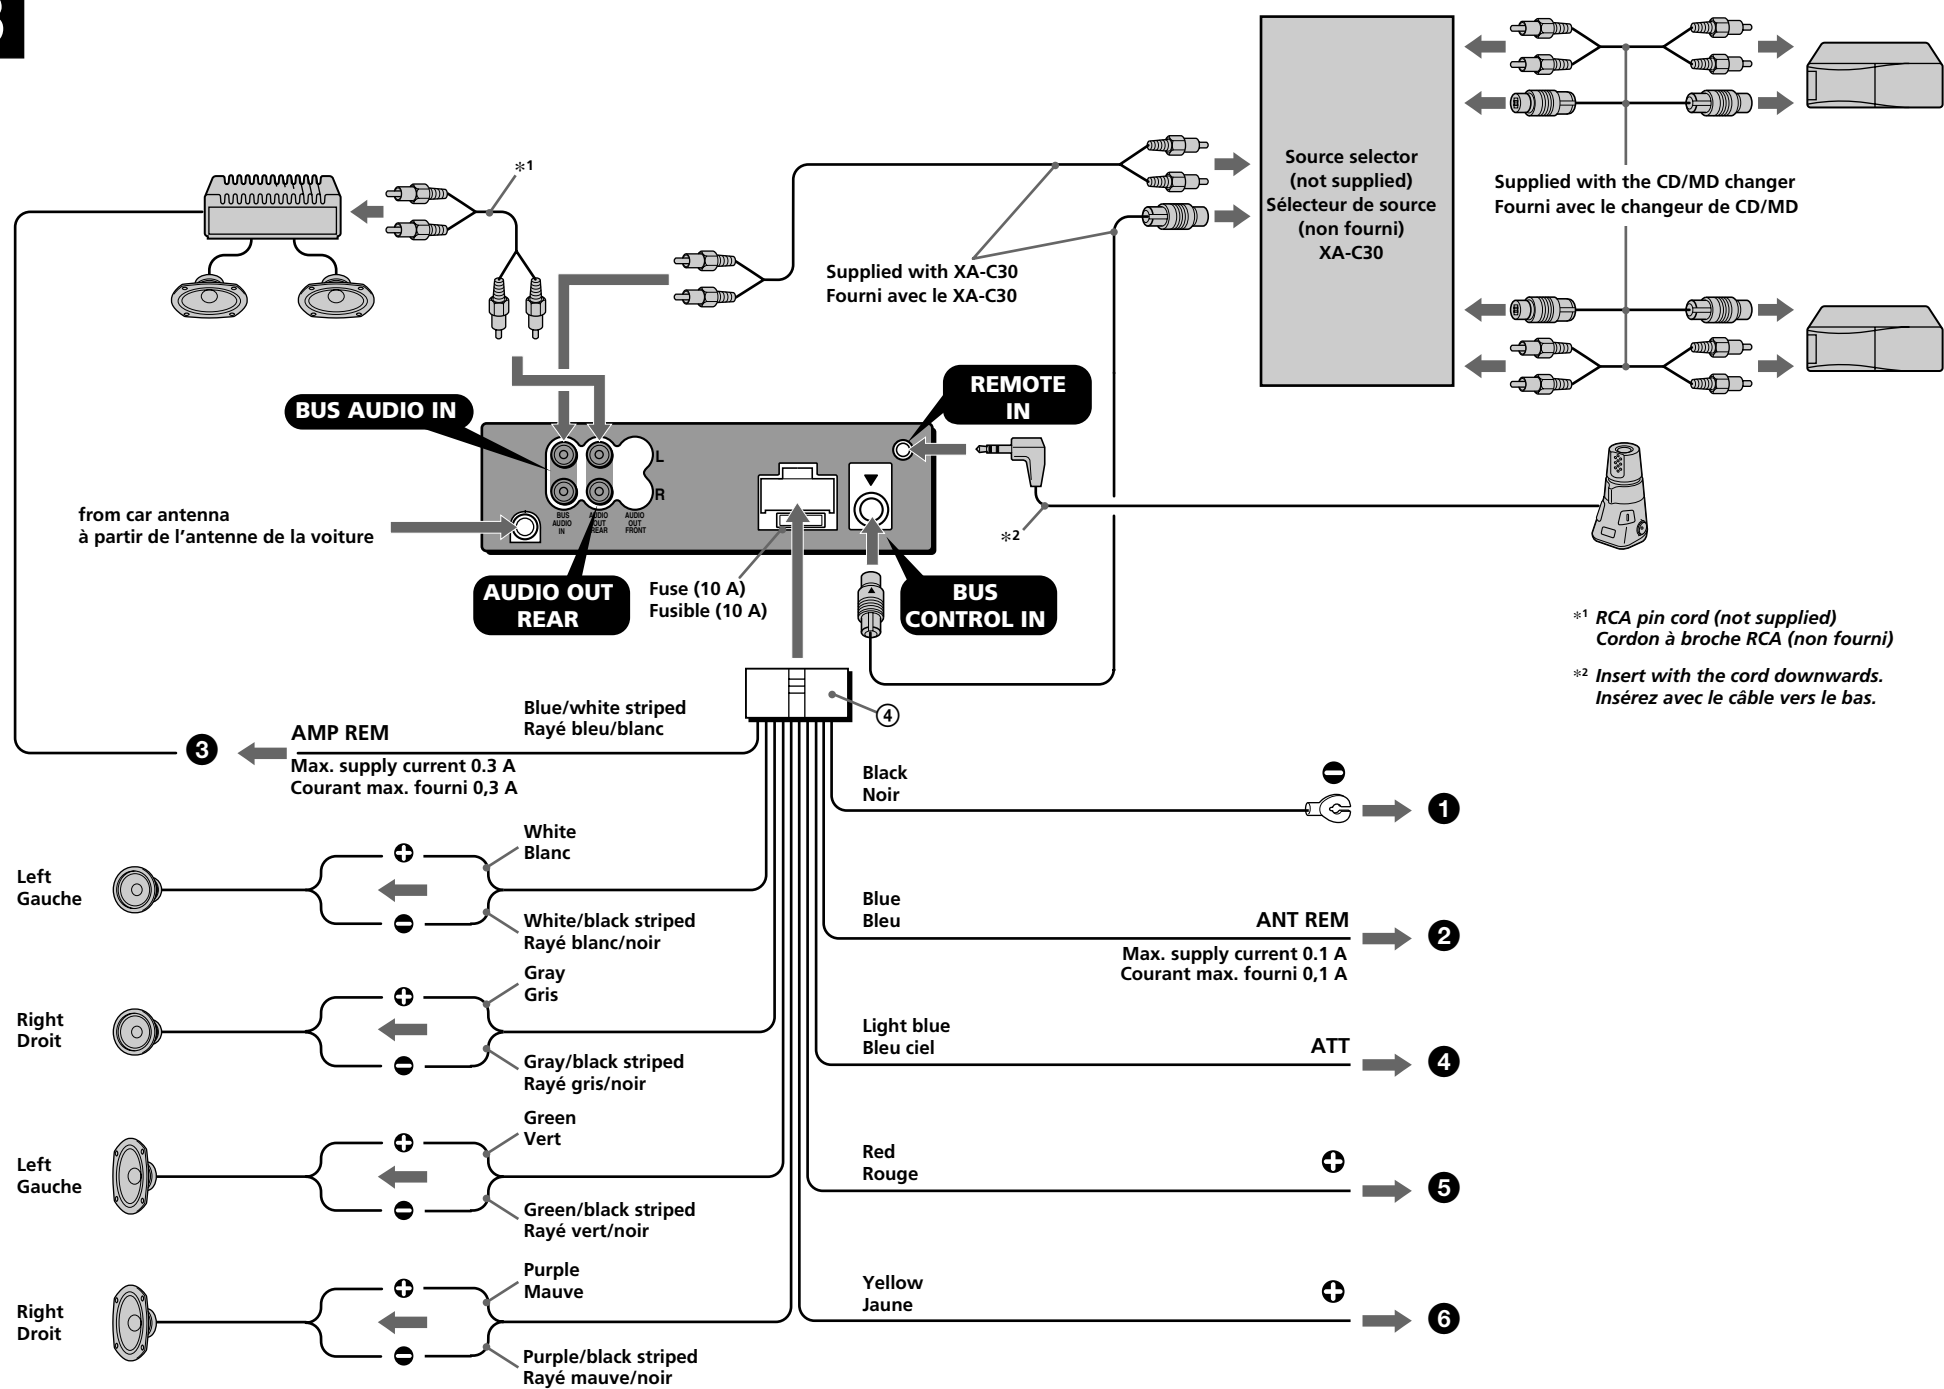 *1
Source selector
(not supplied)
Sélecteur de source
(non fourni)
XA-C30
Supplied with the CD/MD changer
Fourni avec le changeur de CD/MD
Supplied with XA-C30
Fourni avec le XA-C30
BUS AUDIO IN
REMOTE
IN
L
R
BUS
AUDIO
IN
AUDIO
OUT
REAR
AUDIO
OUT
FRONT
from car antenna
à partir de l’antenne de la voiture
*2
AUDIO OUT
REAR
Fuse (10 A)
Fusible (10 A)
BUS
CONTROL IN
*1 RCA pin cord (not supplied)
Cordon à broche RCA (non fourni)
*2 Insert with the cord downwards.
Insérez avec le câble vers le bas.
④
Blue/white striped
Rayé bleu/blanc
❸
AMP REM
Max. supply current 0.3 A
Courant max. fourni 0,3 A
Black
Noir
❶
White
Blanc
Left
Gauche
White/black striped
Rayé blanc/noir
Blue
Bleu
ANT REM
❷
Max. supply current 0.1 A
Courant max. fourni 0,1 A
Gray
Gris
Right
Droit
Gray/black striped
Rayé gris/noir
Light blue
Bleu ciel
ATT
❹
Green
Vert
Left
Gauche
Green/black striped
Rayé vert/noir
Red
Rouge
❺
Purple
Mauve
Right
Droit
Purple/black striped
Rayé mauve/noir
Yellow
Jaune
❻